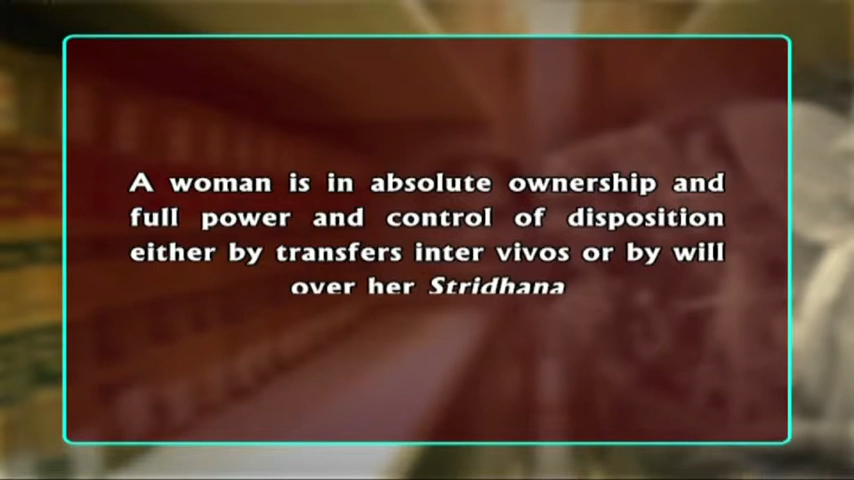 A woman is in absolute ownership and
full power and control of disposition
either by transfers inter vivos or by will
over her Stridhana